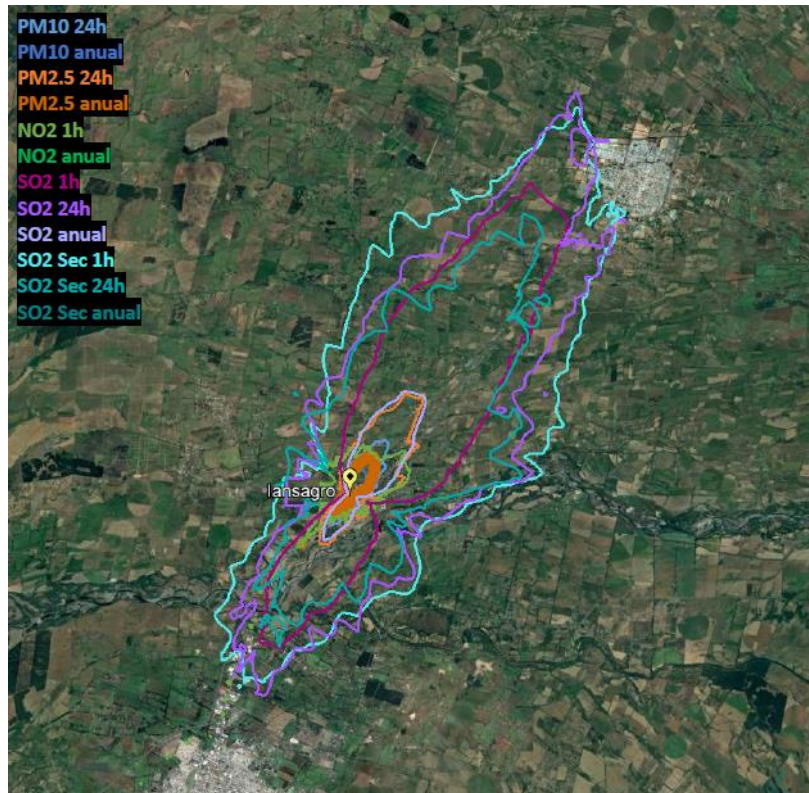 PM10 24h
PM10 anual
PM2.5 24h
PM2.5 anual
NO2 1h
NO2 anual
SO2 1h
SO2 24h
SO2 anual
SO2 Sec 1h
SO2 Sec 24h
SO2 Sec anual
Iansagro